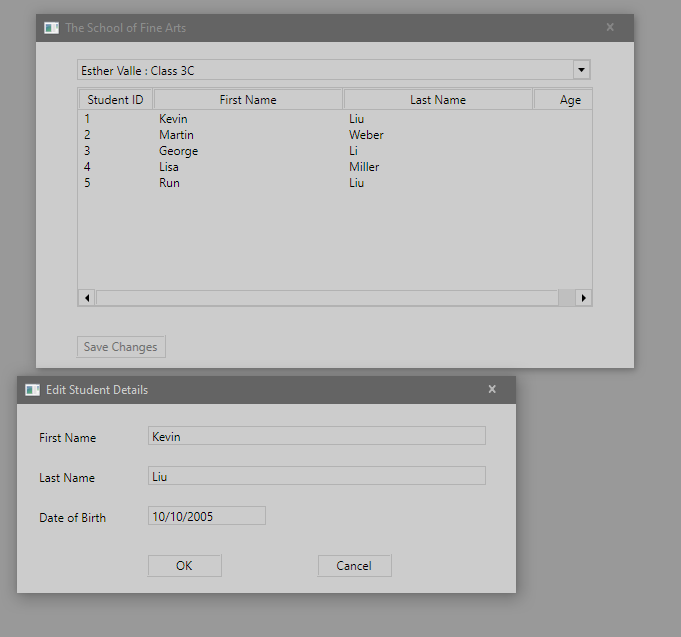 The School of Fine Arts
Esther Valle : Class 3C
Student ID First Name Last Name Age
1 Kevin Liu
2 Martin Weber
3 George Li
4 Lisa Miller
5 Run Liu
Save Changes
Edit Student Details
First Name Kevin
Last Name Liu
Date of Birth 10/10/2005
OK Cancel